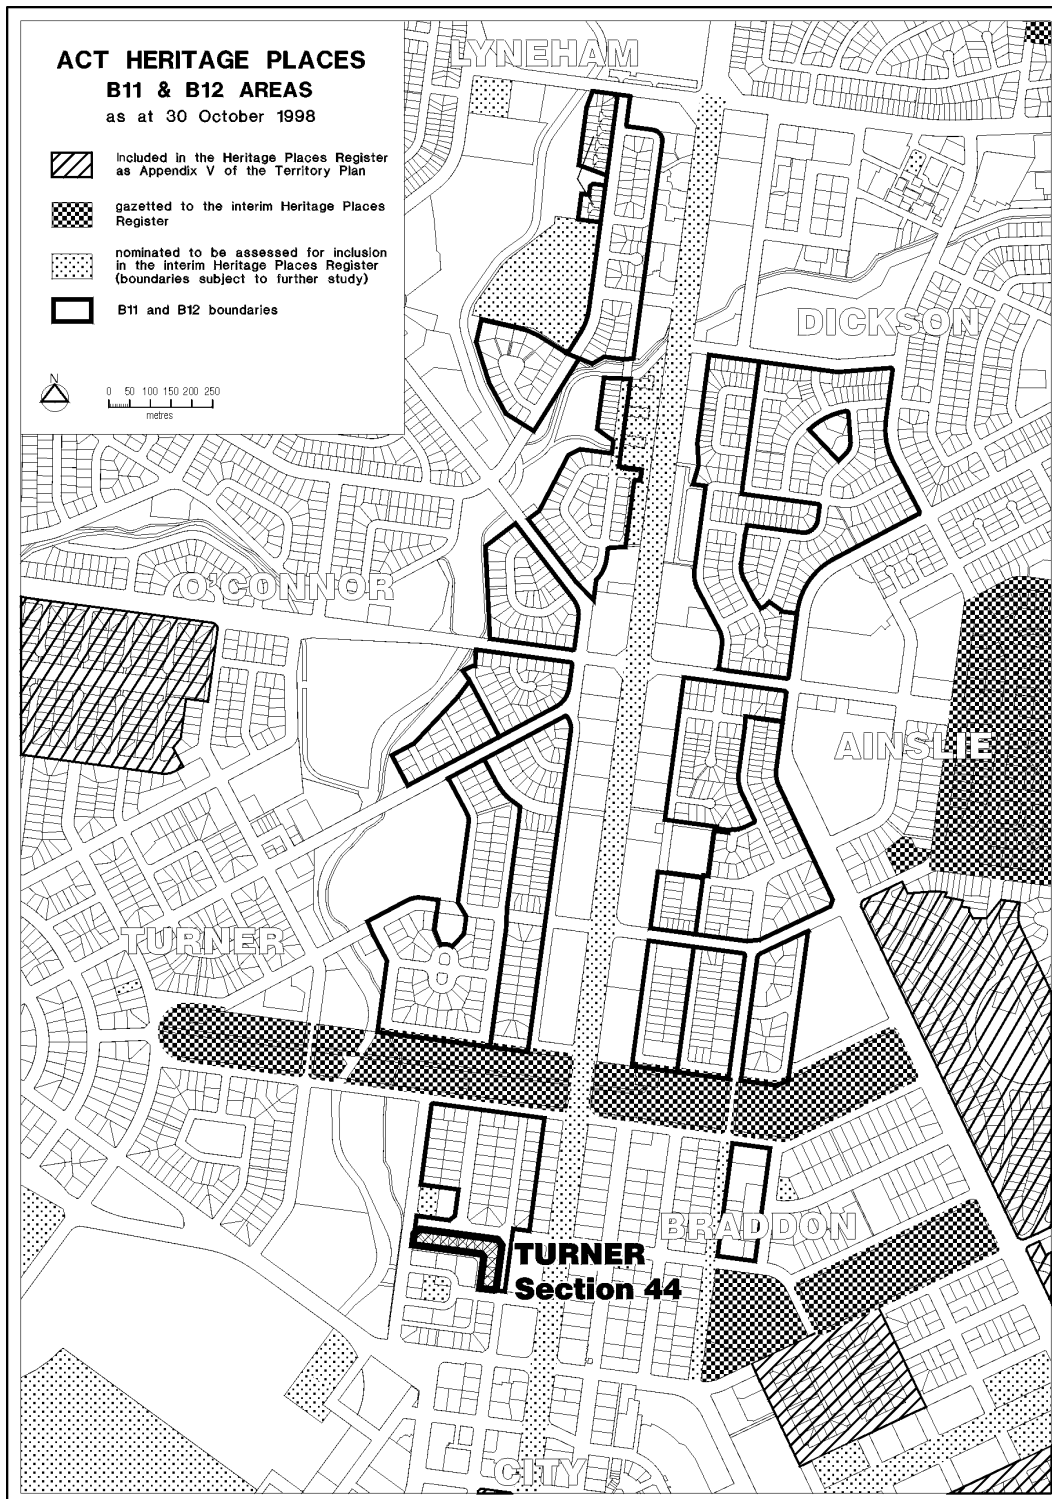 ACT HERITAGE PLACES
B11 & B12 AREAS
as at 30 October 1998
Included in the Heritage Places Register
as Appendix V of the Territory Plan
gazetted to the interim Heritage Places
Register
nominated to be assessed for inclusion
in the interim Heritage Places Register
(boundaries subject to further study)
B11 and B12 boundaries
N
0 50 100 150 200 250
metres
LYNEHAM
DICKSON
O'CONNOR
AINSLIE
TURNER
BRADDON
TURNER
Section 44
CITY